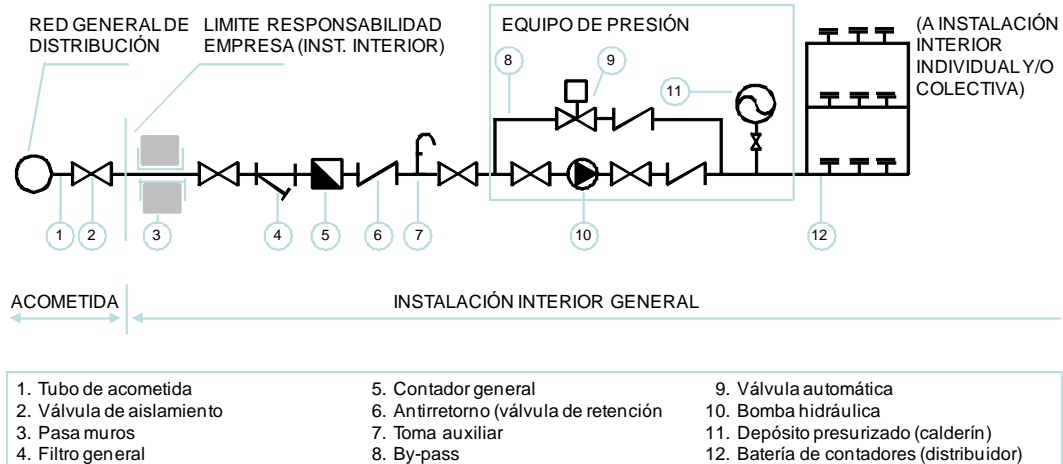 RED GENERAL DE
DISTRIBUCIÓN
LIMITE RESPONSABILIDAD
EMPRESA (INST. INTERIOR)
EQUIPO DE PRESIÓN
(A INSTALACIÓN
INTERIOR
INDIVIDUAL Y/O
COLECTIVA)
8
9
11
1
2
3
4
5
6
7
10
12
ACOMETIDA
INSTALACIÓN INTERIOR GENERAL
1. Tubo de acometida
2. Válvula de aislamiento
3. Pasa muros
4. Filtro general
5. Contador general
6. Antirretorno (válvula de retención
7. Toma auxiliar
8. By-pass
9. Válvula automática
10. Bomba hidráulica
11. Depósito presurizado (calderín)
12. Batería de contadores (distribuidor)